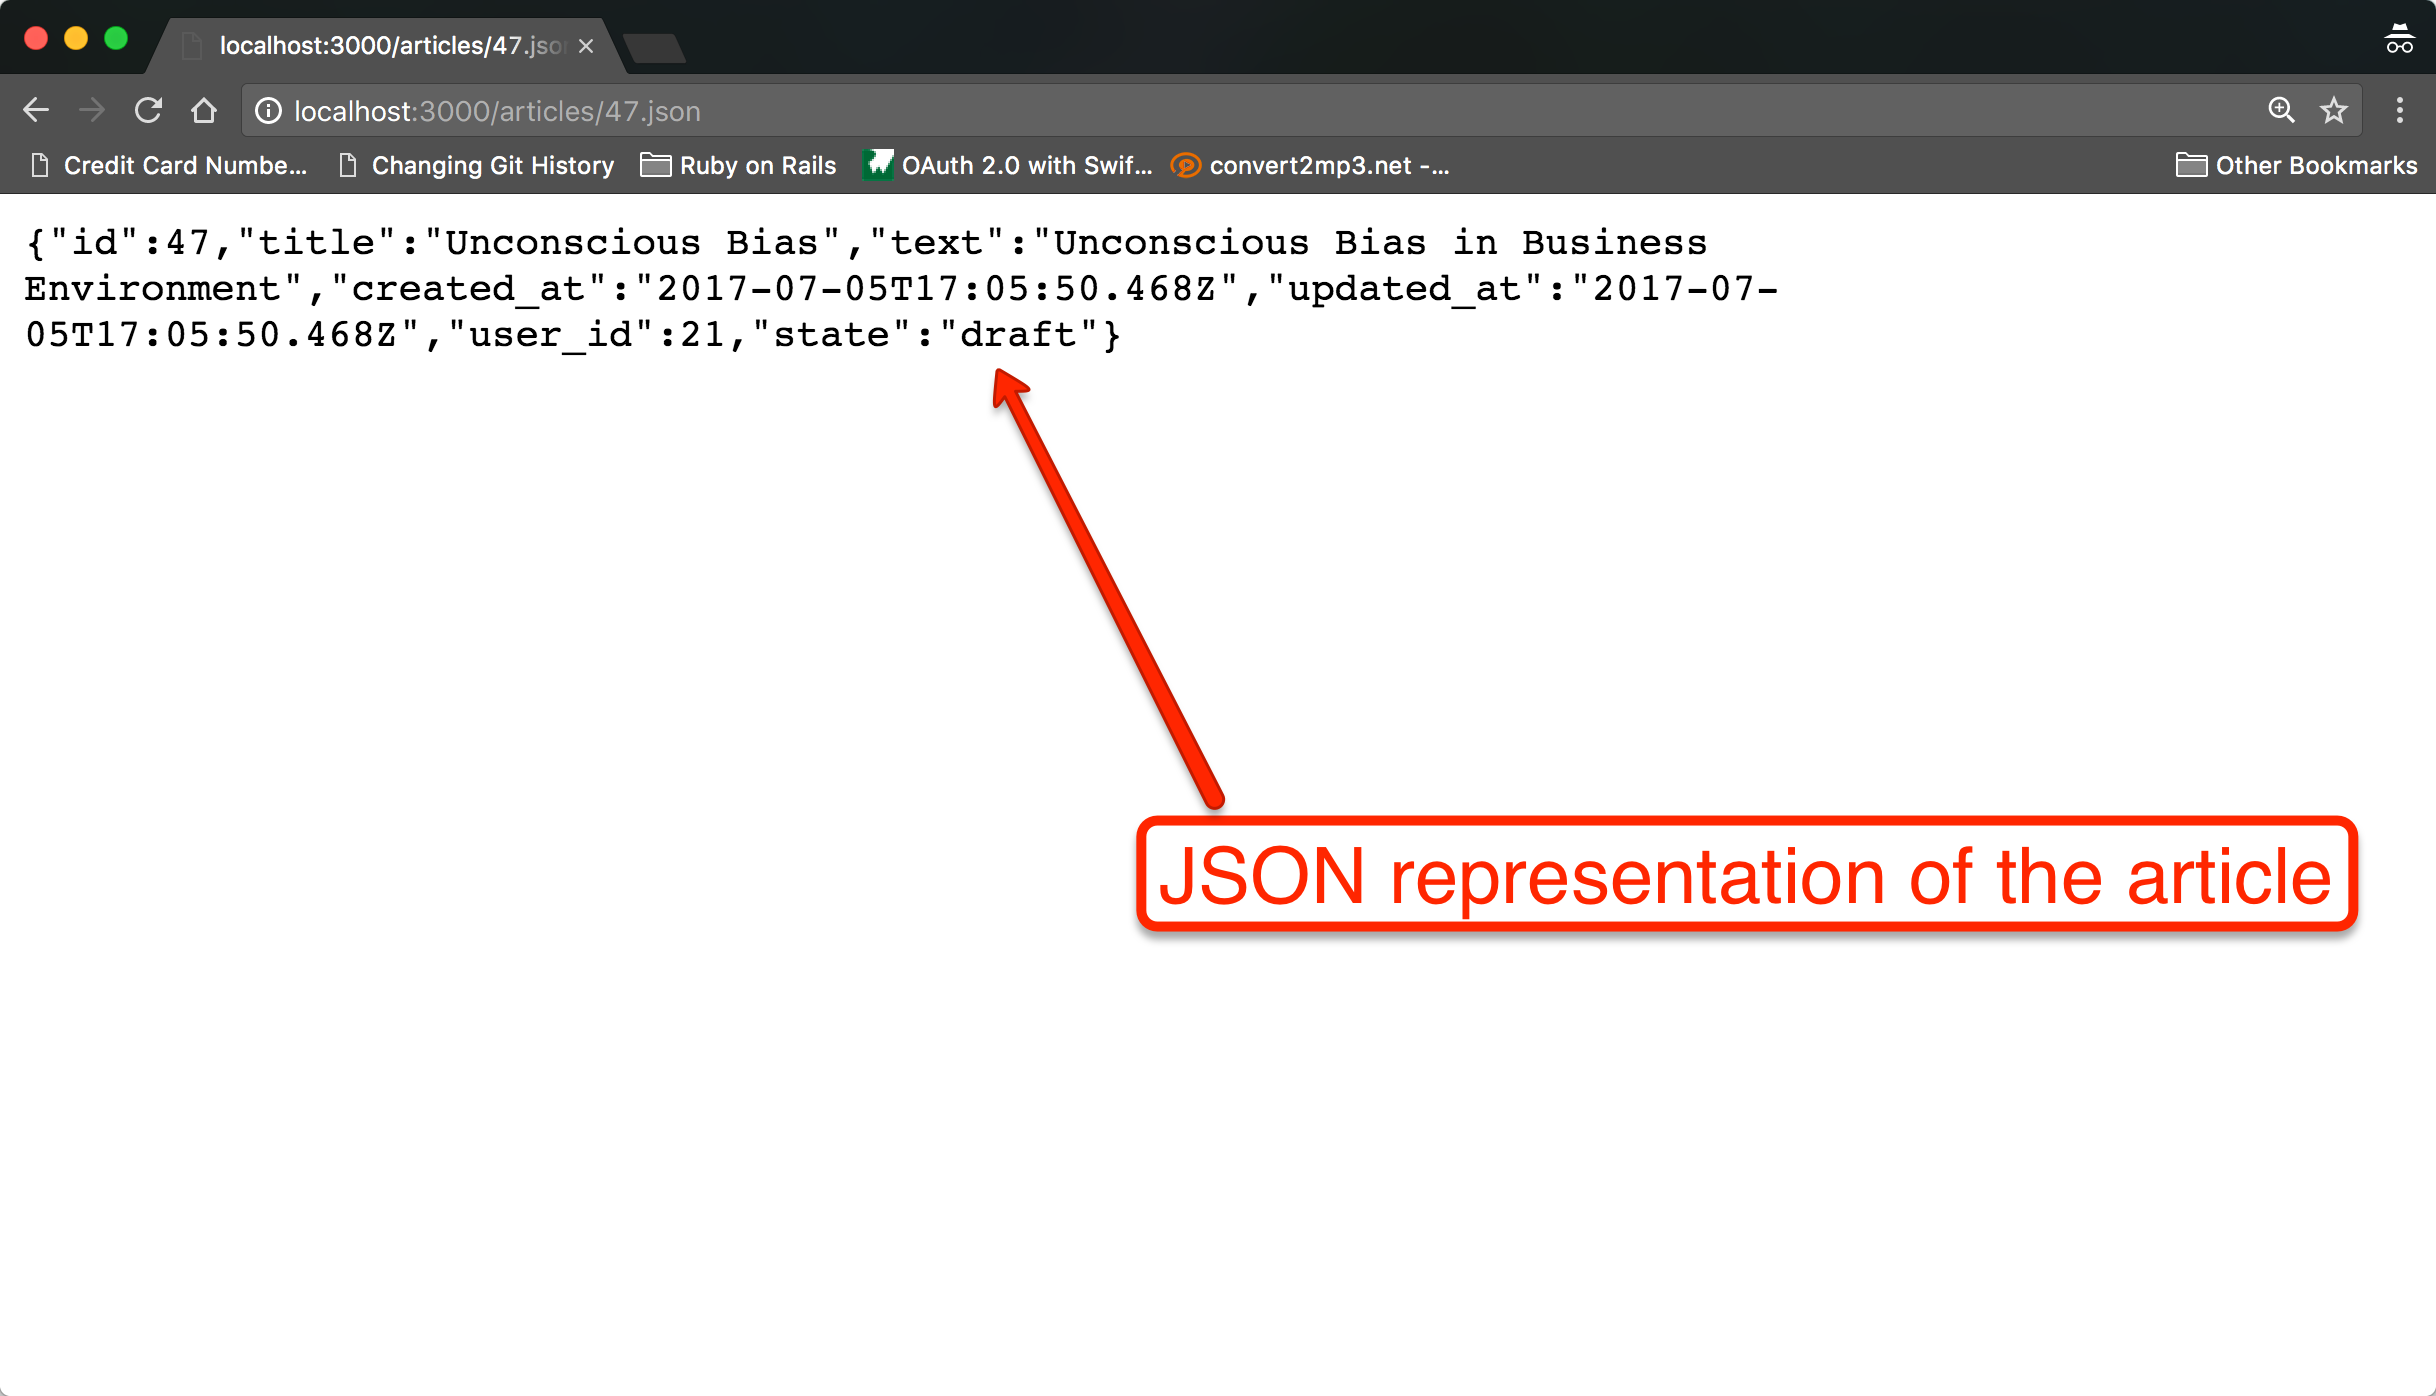 localhost:3000/articles/47.json
localhost:3000/articles/47.json
Credit Card Numbe... Changing Git History Ruby on Rails OAuth 2.0 with Swif... convert2mp3.net -... Other Bookmarks
{"id":47,"title":"Unconscious Bias","text":"Unconscious Bias in Business
Environment","created_at":"2017-07-05T17:05:50.468Z","updated_at":"2017-07-
05T17:05:50.468Z","user_id":21,"state":"draft"}
JSON representation of the article